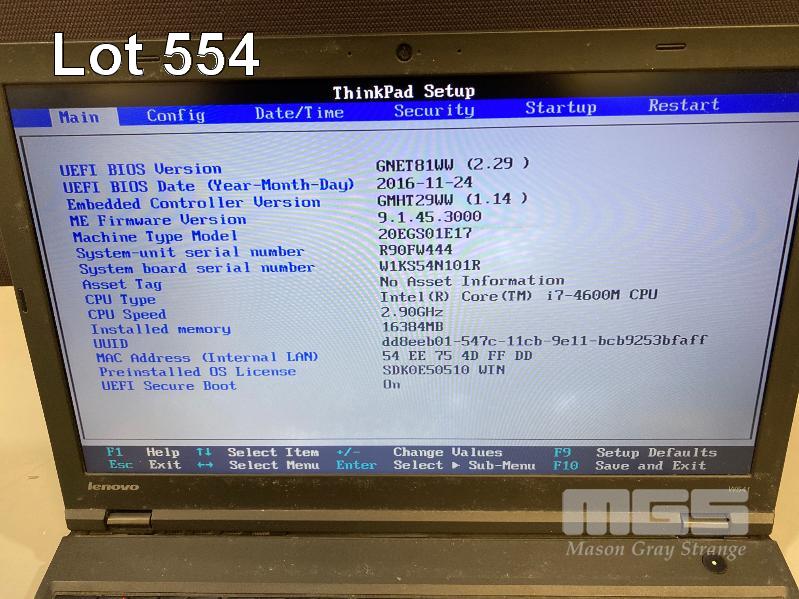 Lot 554
ThinkPad Setup
Main Config Date/Time Security Startup Restart
UEFI BIOS Version GNET81WW (2.29 )
UEFI BIOS Date (Year-Month-Day) 2016-11-24
Embedded Controller Version GMHT29WW (1.14 )
ME Firmware Version 9.1.45.3000
Machine Type Model 20EGS01E17
System-unit serial number R90FW444
System board serial number W1KS54N101R
Asset Tag No Asset Information
CPU Type Intel(R) Core(TM) i7-4600M CPU
CPU Speed 2.90GHz
Installed memory 16384MB
UUID dd8eeb01-547c-11cb-9e11-bcb9253bfaff
MAC Address (Internal LAN) 54 EE 75 4D FF DD
Preinstalled OS License SDK0E50510 WIN
UEFI Secure Boot On
F1 Help ↑↓ Select Item +/- Change Values F9 Setup Defaults
Esc Exit ←→ Select Menu Enter Select ▶ Sub-Menu F10 Save and Exit
lenovo
W541
MGS
Mason Gray Strange